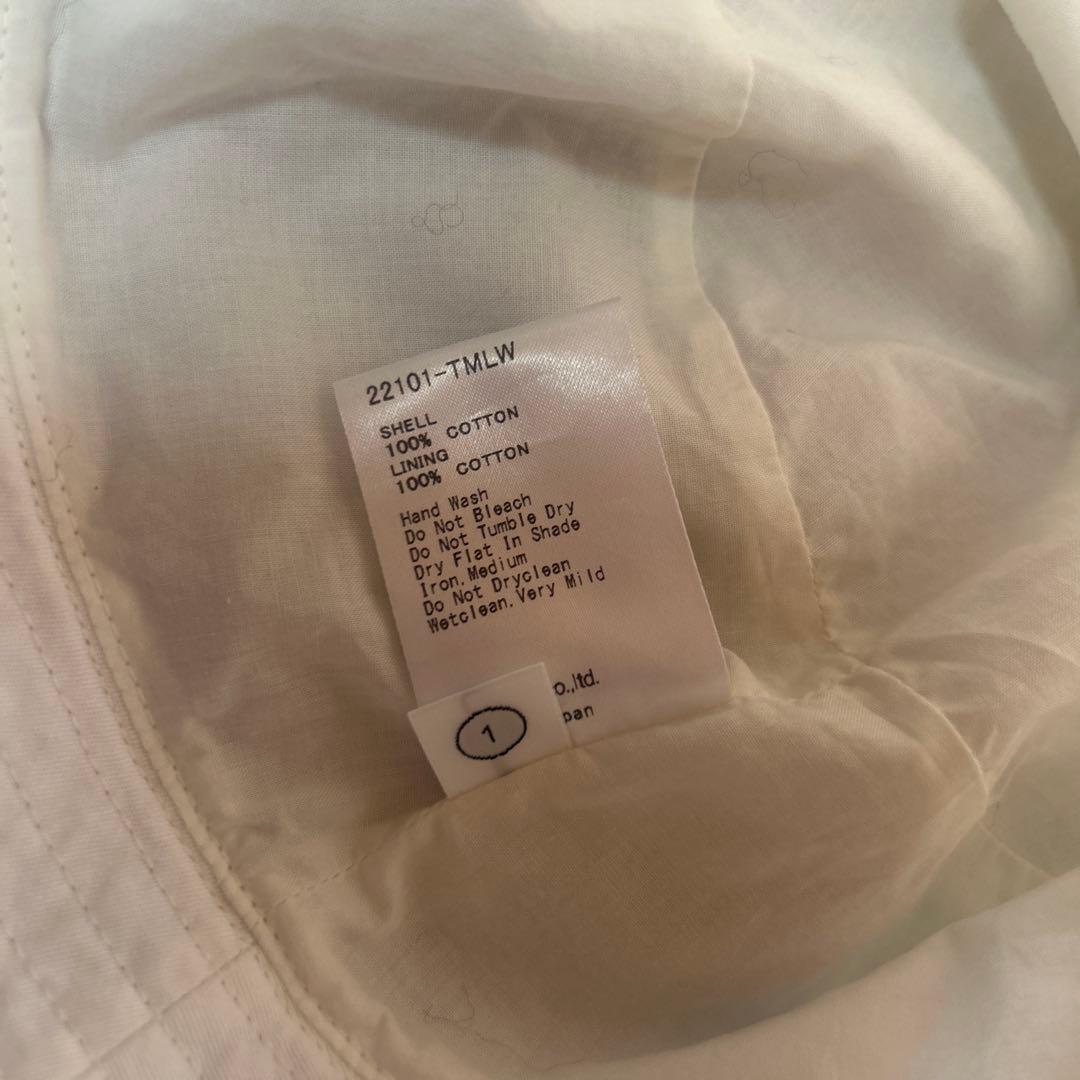 22101-TMLW
SHELL
100% COTTON
LINING
100% COTTON
Hand Wash
Do Not Bleach
Do Not Tumble Dry
Dry Flat In Shade
Iron.Medium
Do Not Dryclean
Wetclean.Very Mild
o.,ltd.
pan
1